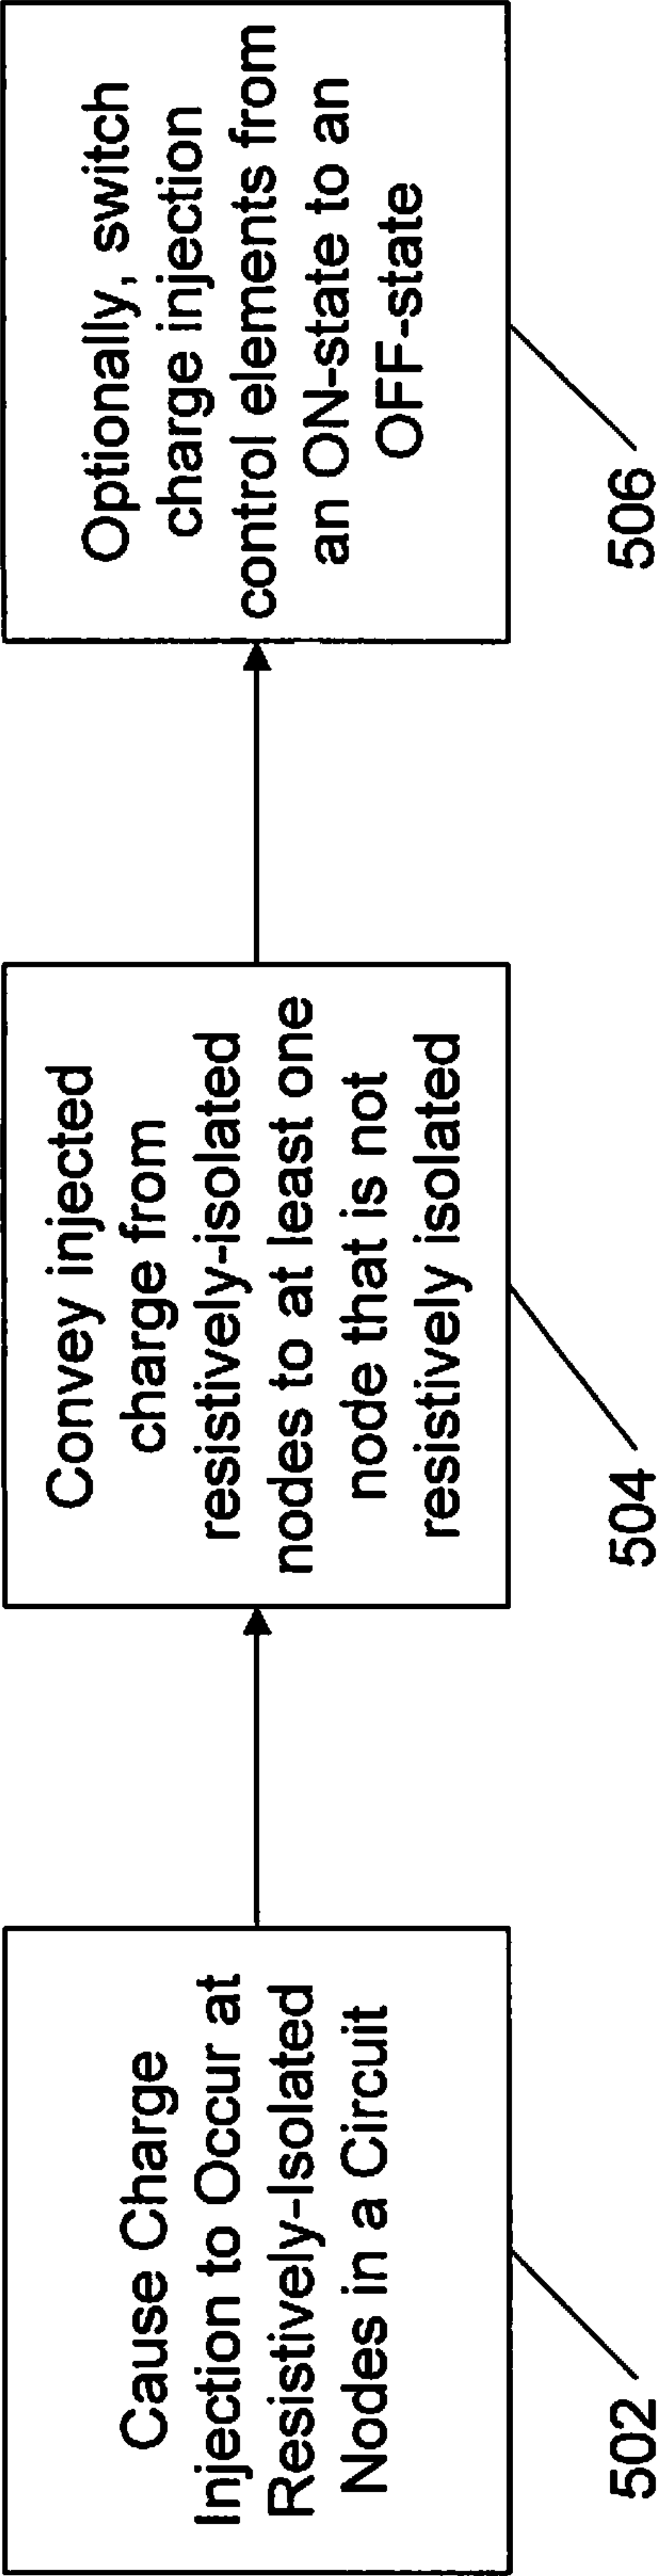 Cause Charge
Injection to Occur at
Resistively-Isolated
Nodes in a Circuit
502
Convey injected
charge from
resistively-isolated
nodes to at least one
node that is not
resistively isolated
504
Optionally, switch
charge injection
control elements from
an ON-state to an
OFF-state
506